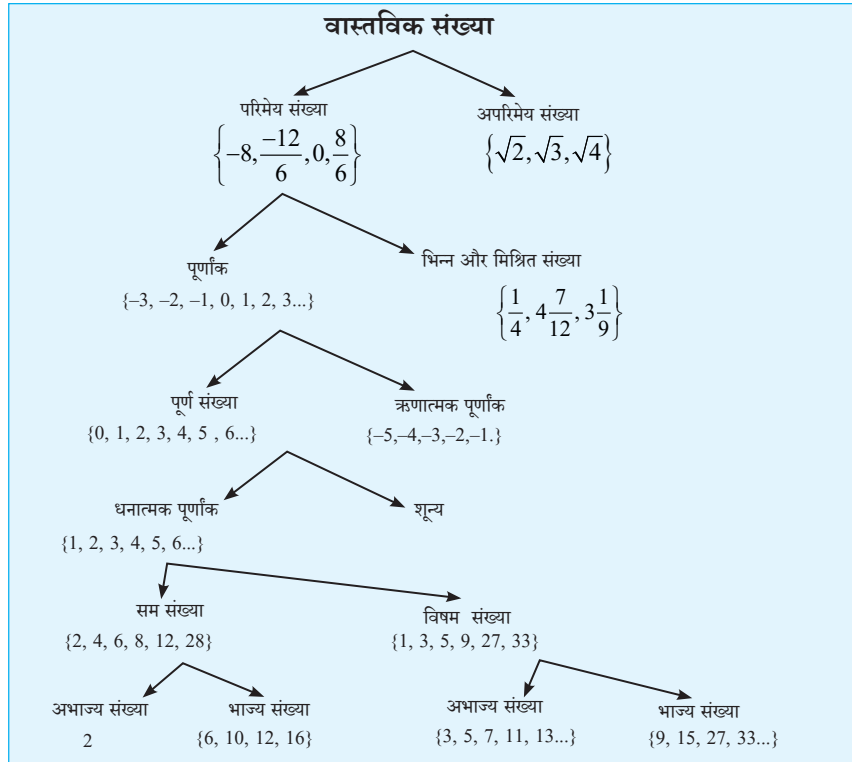 वास्तविक संख्या
परिमेय संख्या
{−8, −12/6, 0, 8/6}
अपरिमेय संख्या
{√2, √3, √4}
पूर्णांक
{–3, –2, –1, 0, 1, 2, 3...}
भिन्न और मिश्रित संख्या
{1/4, 4 7/12, 3 1/9}
पूर्ण संख्या
{0, 1, 2, 3, 4, 5 , 6...}
ऋणात्मक पूर्णांक
{–5,–4,–3,–2,–1.}
धनात्मक पूर्णांक
{1, 2, 3, 4, 5, 6...}
शून्य
सम संख्या
{2, 4, 6, 8, 12, 28}
विषम संख्या
{1, 3, 5, 9, 27, 33}
अभाज्य संख्या
2
भाज्य संख्या
{6, 10, 12, 16}
अभाज्य संख्या
{3, 5, 7, 11, 13...}
भाज्य संख्या
{9, 15, 27, 33...}